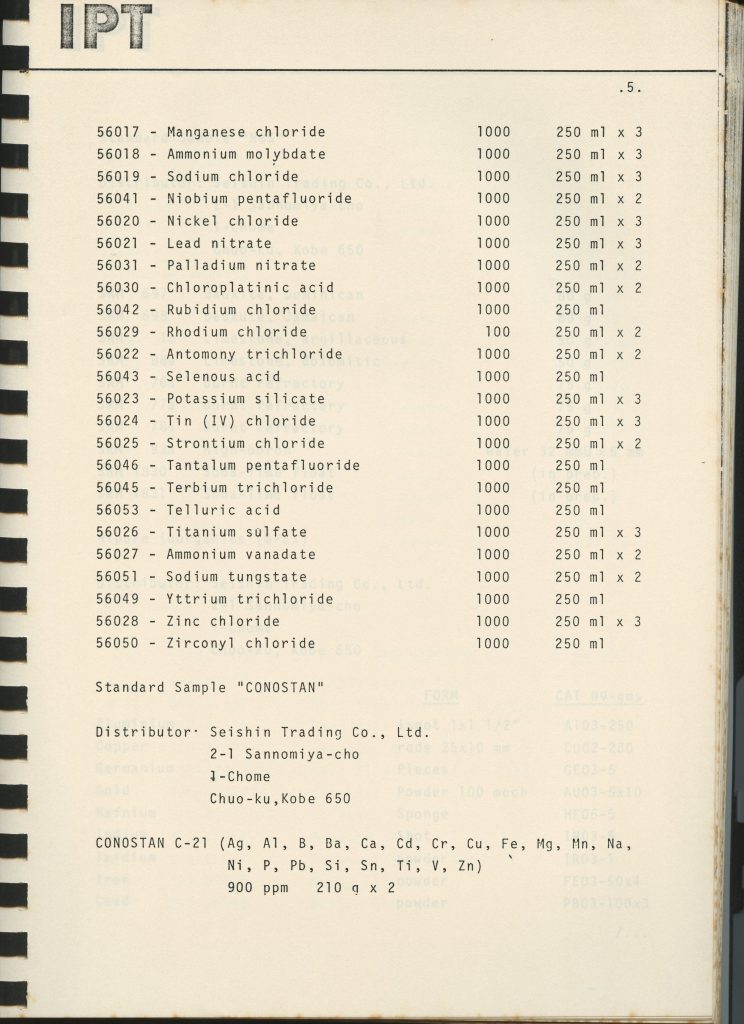 IPT
.5.
56017 - Manganese chloride 1000 250 ml x 3
56018 - Ammonium molybdate 1000 250 ml x 3
56019 - Sodium chloride 1000 250 ml x 3
56041 - Niobium pentafluoride 1000 250 ml x 2
56020 - Nickel chloride 1000 250 ml x 3
56021 - Lead nitrate 1000 250 ml x 3
56031 - Palladium nitrate 1000 250 ml x 2
56030 - Chloroplatinic acid 1000 250 ml x 2
56042 - Rubidium chloride 1000 250 ml
56029 - Rhodium chloride 100 250 ml x 2
56022 - Antomony trichloride 1000 250 ml x 2
56043 - Selenous acid 1000 250 ml
56023 - Potassium silicate 1000 250 ml x 3
56024 - Tin (IV) chloride 1000 250 ml x 3
56025 - Strontium chloride 1000 250 ml x 2
56046 - Tantalum pentafluoride 1000 250 ml
56045 - Terbium trichloride 1000 250 ml
56053 - Telluric acid 1000 250 ml
56026 - Titanium sulfate 1000 250 ml x 3
56027 - Ammonium vanadate 1000 250 ml x 2
56051 - Sodium tungstate 1000 250 ml x 2
56049 - Yttrium trichloride 1000 250 ml
56028 - Zinc chloride 1000 250 ml x 3
56050 - Zirconyl chloride 1000 250 ml
Standard Sample "CONOSTAN"
Distributor: Seishin Trading Co., Ltd.
2-1 Sannomiya-cho
1-Chome
Chuo-ku,Kobe 650
CONOSTAN C-21 (Ag, Al, B, Ba, Ca, Cd, Cr, Cu, Fe, Mg, Mn, Na,
Ni, P, Pb, Si, Sn, Ti, V, Zn)
900 ppm 210 g x 2